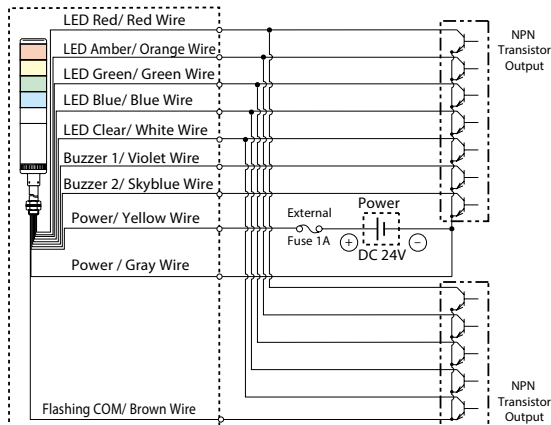 LED Red/ Red Wire
LED Amber/ Orange Wire
LED Green/ Green Wire
LED Blue/ Blue Wire
LED Clear/ White Wire
Buzzer 1/ Violet Wire
Buzzer 2/ Skyblue Wire
Power/ Yellow Wire
Power / Gray Wire
Flashing COM/ Brown Wire
External
Fuse 1A
Power
+
−
DC 24V
NPN
Transistor
Output
NPN
Transistor
Output